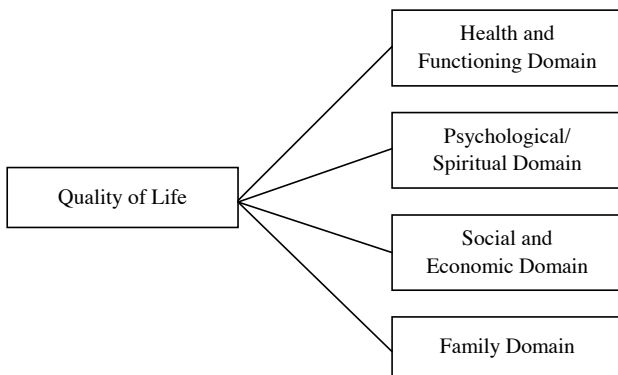 Health and
Functioning Domain
Psychological/
Spiritual Domain
Quality of Life
Social and
Economic Domain
Family Domain